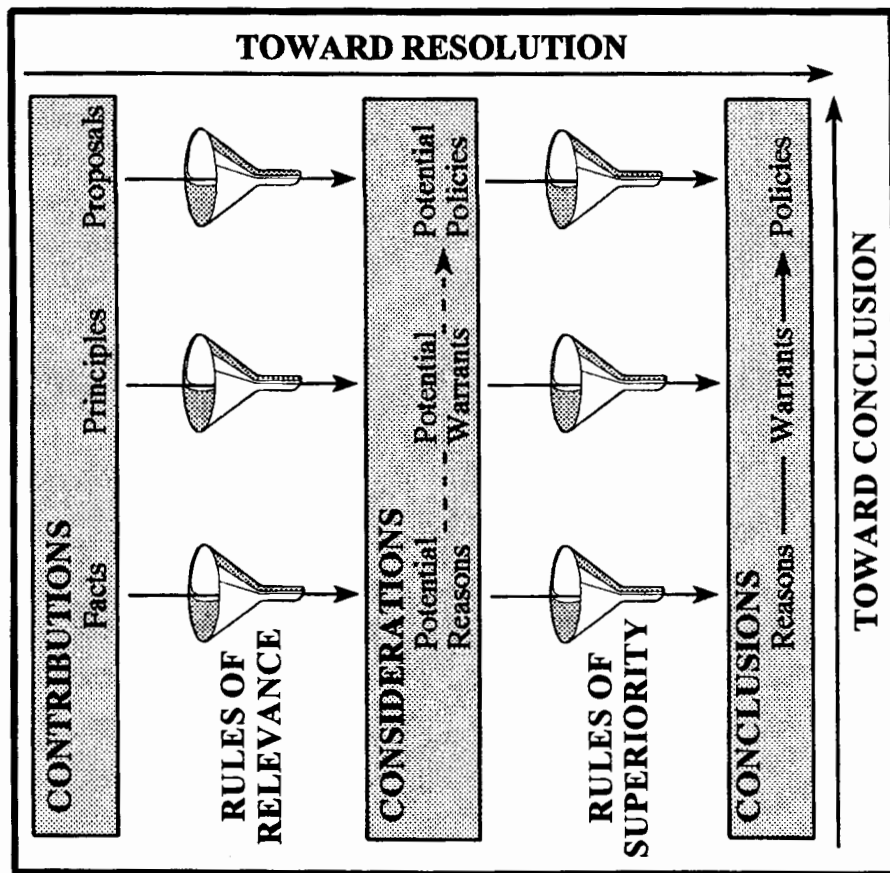 TOWARD RESOLUTION
CONTRIBUTIONS
Facts
Principles
Proposals
RULES OF
RELEVANCE
CONSIDERATIONS
Potential
Reasons
Potential
Warrants
Potential
Policies
RULES OF
SUPERIORITY
CONCLUSIONS
Reasons
Warrants
Policies
TOWARD CONCLUSION